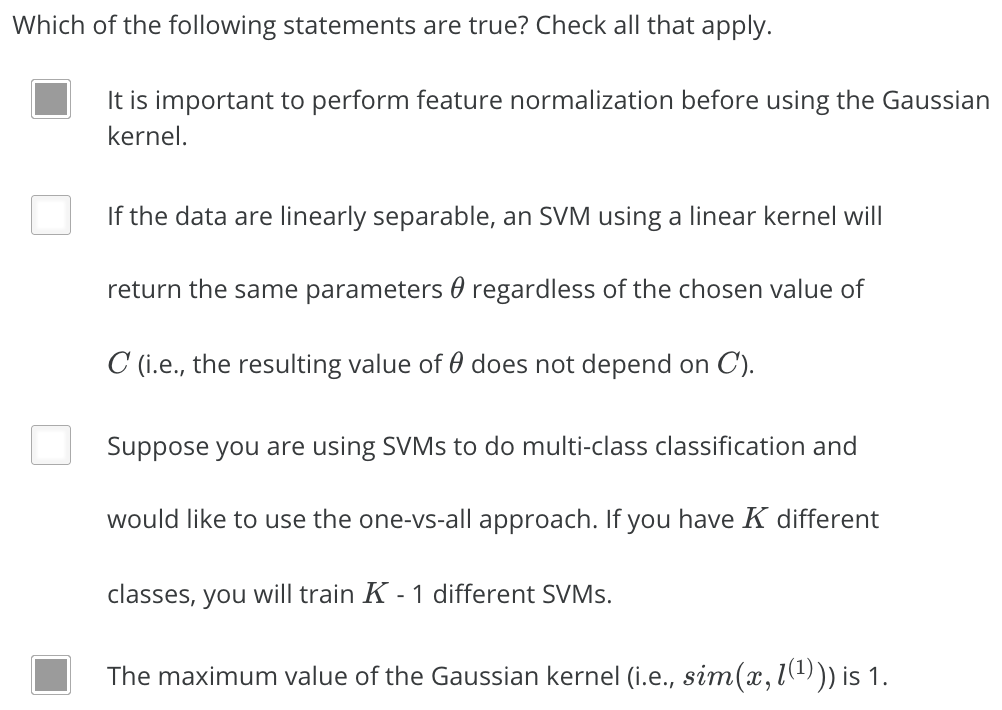 Which of the following statements are true? Check all that apply.
It is important to perform feature normalization before using the Gaussian
kernel.
If the data are linearly separable, an SVM using a linear kernel will
return the same parameters θ regardless of the chosen value of
C (i.e., the resulting value of θ does not depend on C).
Suppose you are using SVMs to do multi-class classification and
would like to use the one-vs-all approach. If you have K different
classes, you will train K - 1 different SVMs.
The maximum value of the Gaussian kernel (i.e., sim(x, l⁽¹⁾)) is 1.